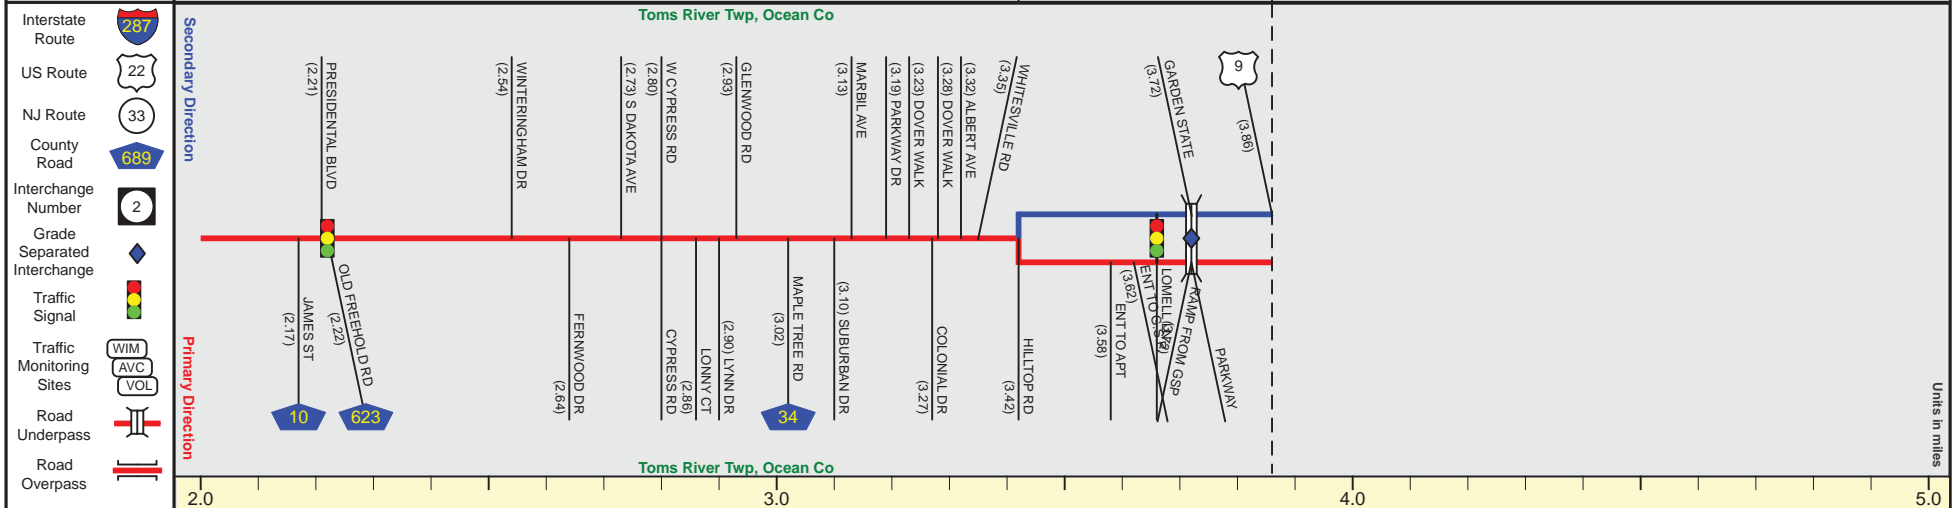 Interstate
Route
287
US Route
22
NJ Route
33
County
Road
689
Interchange
Number
2
Grade
Separated
Interchange
Traffic
Signal
Traffic
Monitoring
Sites
WIM
AVC
VOL
Road
Underpass
Road
Overpass
Secondary Direction
Primary Direction
Toms River Twp, Ocean Co
PRESIDENTAL BLVD
(2.21)
WINTERINGHAM DR
(2.54)
(2.73) S DAKOTA AVE
W CYPRESS RD
(2.80)
GLENWOOD RD
(2.93)
MARBIL AVE
(3.13)
(3.19) PARKWAY DR
(3.23) DOVER WALK
(3.28) DOVER WALK
(3.32) ALBERT AVE
WHITESVILLE RD
(3.35)
GARDEN STATE
(3.72)
9
(3.86)
JAMES ST
(2.17)
10
OLD FREEHOLD RD
(2.22)
623
FERNWOOD DR
(2.64)
CYPRESS RD
LONNY CT
(2.86)
(2.90) LYNN DR
MAPLE TREE RD
(3.02)
34
(3.10) SUBURBAN DR
COLONIAL DR
(3.27)
HILLTOP RD
(3.42)
ENT TO APT
(3.58)
ENT TO G.S.P.
(3.62)
LOMELL
RAMP FROM GSP
PARKWAY
Toms River Twp, Ocean Co
Units in miles
2.0
3.0
4.0
5.0